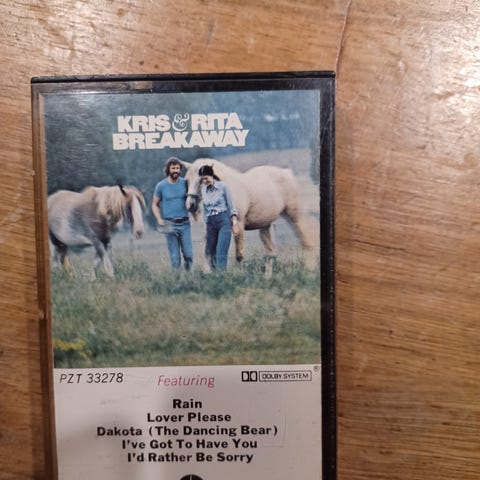 KRIS & RITA
BREAKAWAY
PZT 33278 Featuring DOLBY SYSTEM ®
Rain
Lover Please
Dakota (The Dancing Bear)
I've Got To Have You
I'd Rather Be Sorry